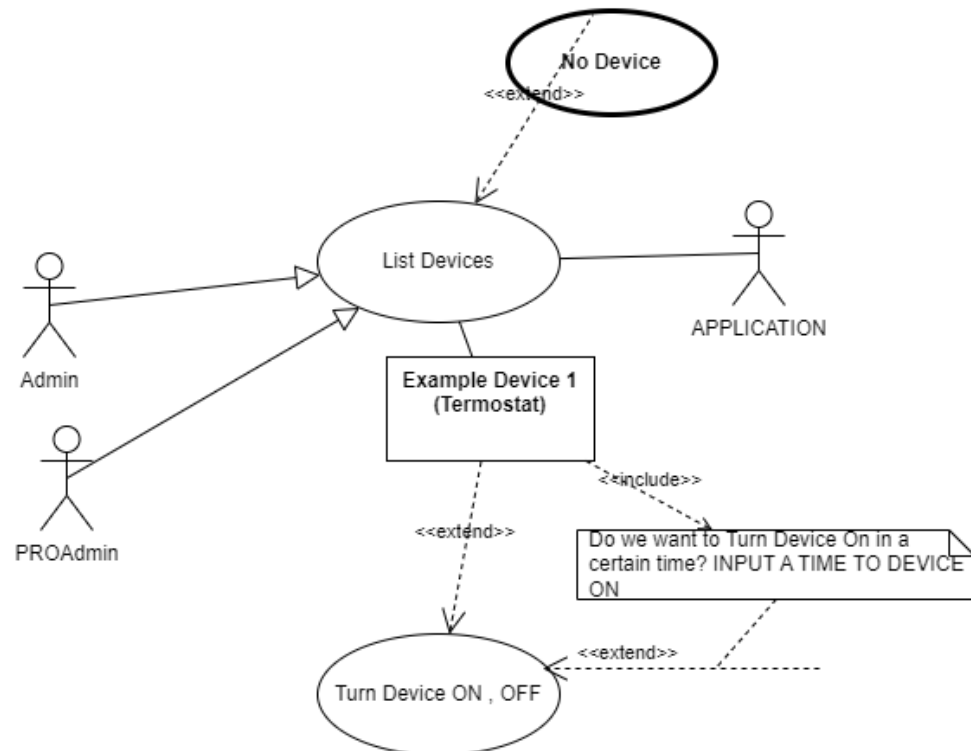 No Device
<<extend>>
List Devices
APPLICATION
Admin
Example Device 1
(Termostat)
PROAdmin
<<include>>
<<extend>>
Do we want to Turn Device On in a
certain time? INPUT A TIME TO DEVICE
ON
<<extend>>
Turn Device ON , OFF